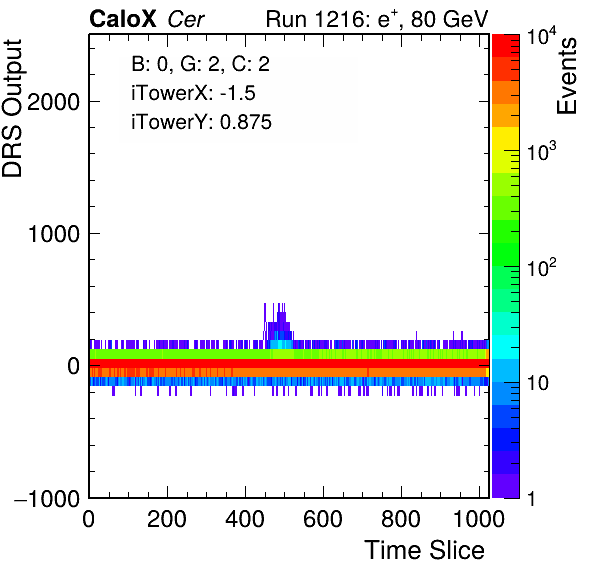 CaloX Cer Run 1216: e+, 80 GeV
B: 0, G: 2, C: 2
iTowerX: -1.5
iTowerY: 0.875
DRS Output
2000
1000
0
−1000
0 200 400 600 800 1000
Time Slice
Events
10^4
10^3
10^2
10
1